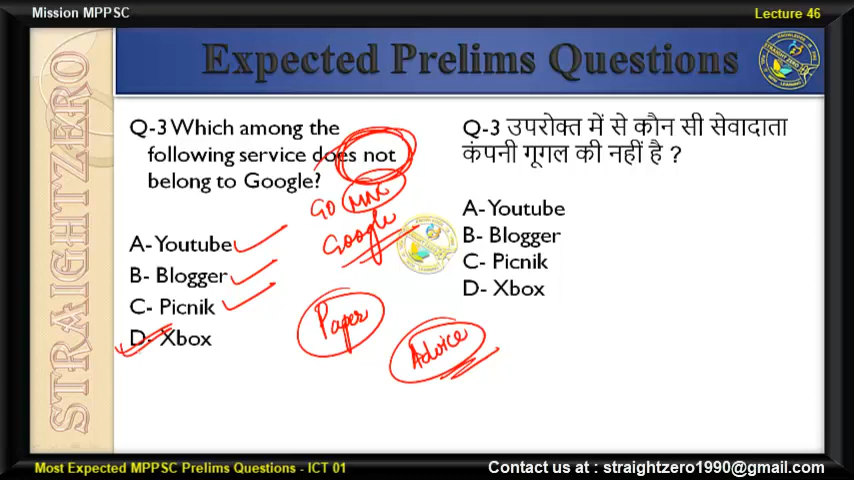 Mission MPPSC
Lecture 46
Expected Prelims Questions
STRAIGHTZERO
Q-3 Which among the
following service does not
belong to Google?
GO MNC
Google
A- Youtube
B- Blogger
C- Picnik
D- Xbox
Paper
Advice
Q-3 उपरोक्त में से कौन सी सेवादाता
कंपनी गूगल की नहीं है ?
A- Youtube
B- Blogger
C- Picnik
D- Xbox
Most Expected MPPSC Prelims Questions - ICT 01
Contact us at : straightzero1990@gmail.com